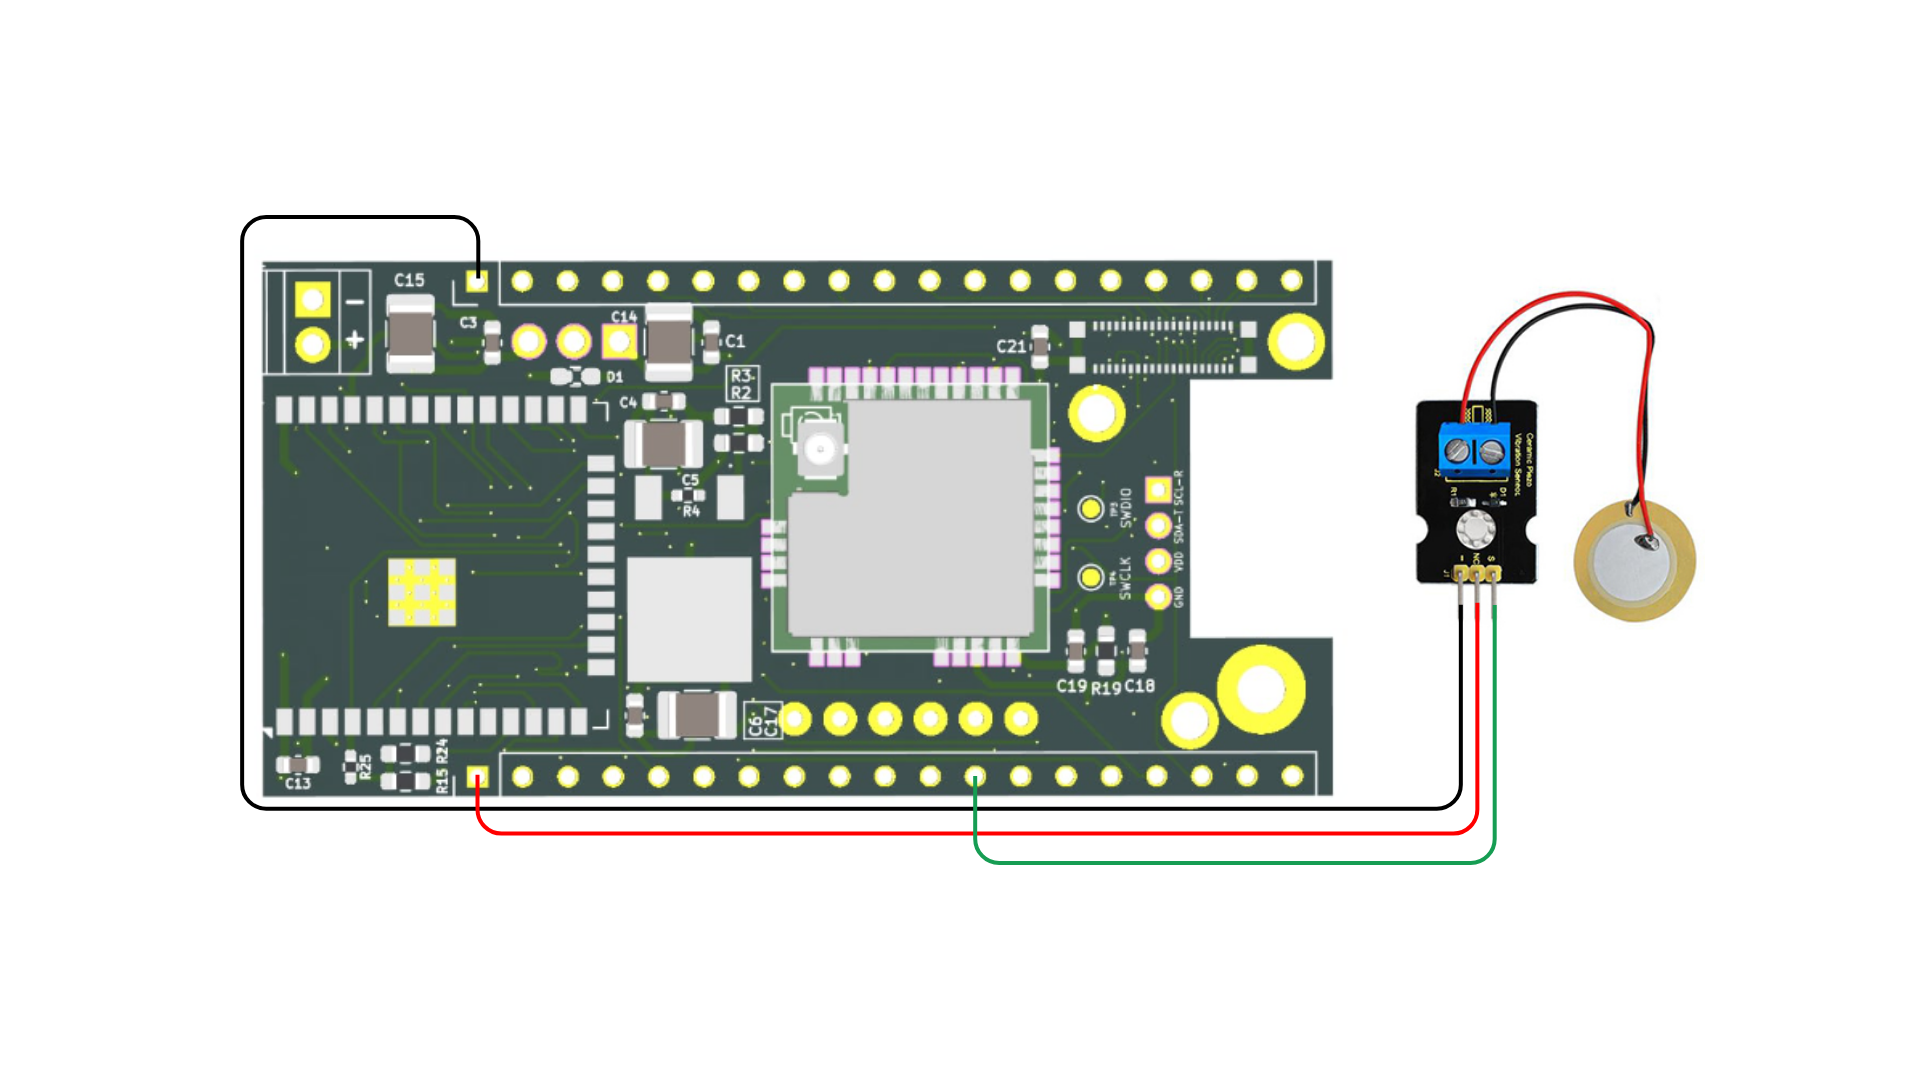 C15
−
+
C3
C14
C1
D1
R3
R2
C4
C5
R4
C21
TP3
SWDIO
TP4
SWCLK
SCL-R
SDA-T
VDD
GND
C19
R19
C18
C6
C17
C13
R25
R24
R15
Ceramic Piezo
Vibration Sensor
J2
R1
D1
−
NC
S
J1